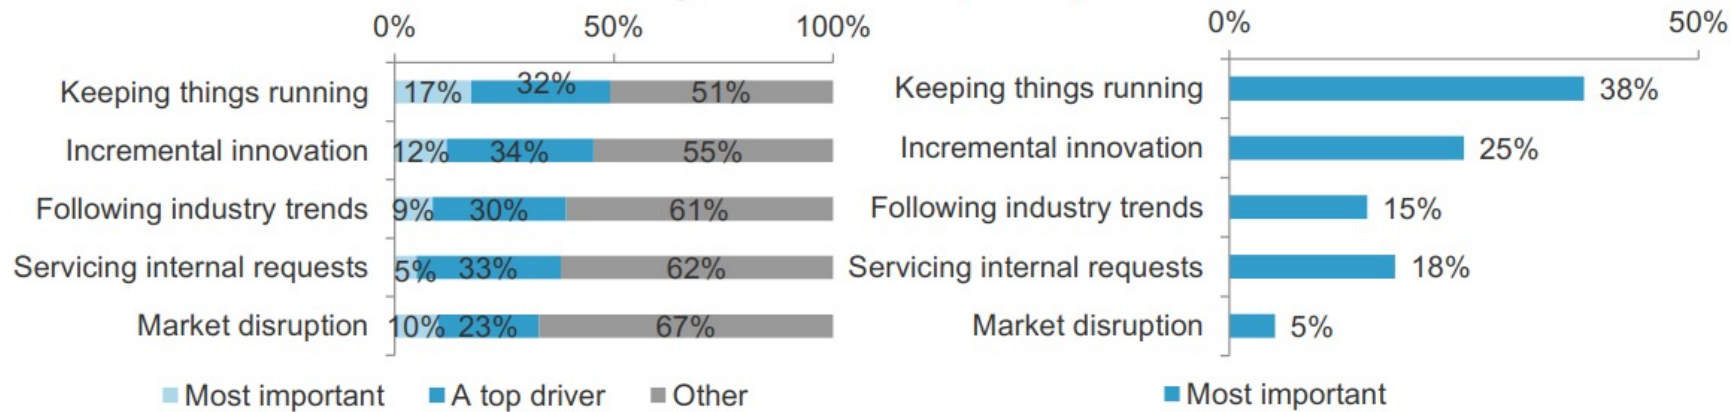 0% 50% 100%
Keeping things running 17% 32% 51%
Incremental innovation 12% 34% 55%
Following industry trends 9% 30% 61%
Servicing internal requests 5% 33% 62%
Market disruption 10% 23% 67%
Most important A top driver Other
0% 50%
Keeping things running 38%
Incremental innovation 25%
Following industry trends 15%
Servicing internal requests 18%
Market disruption 5%
Most important